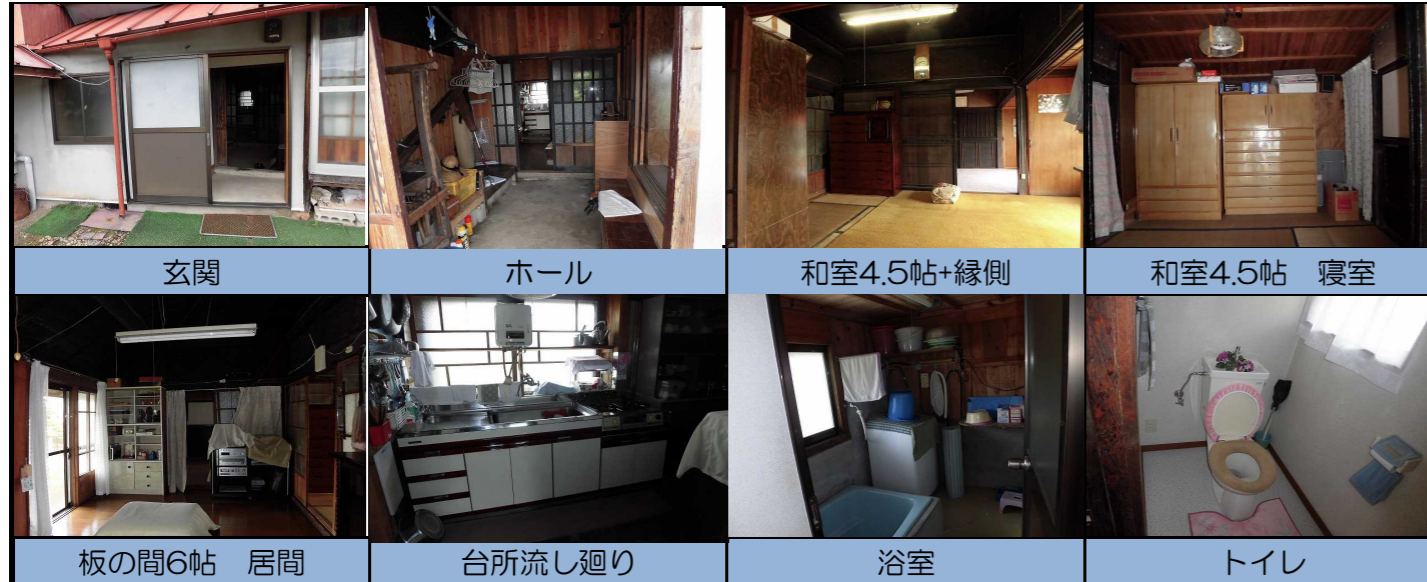 玄関
ホール
和室4.5帖+縁側
和室4.5帖　寝室
板の間6帖　居間
台所流し廻り
浴室
トイレ